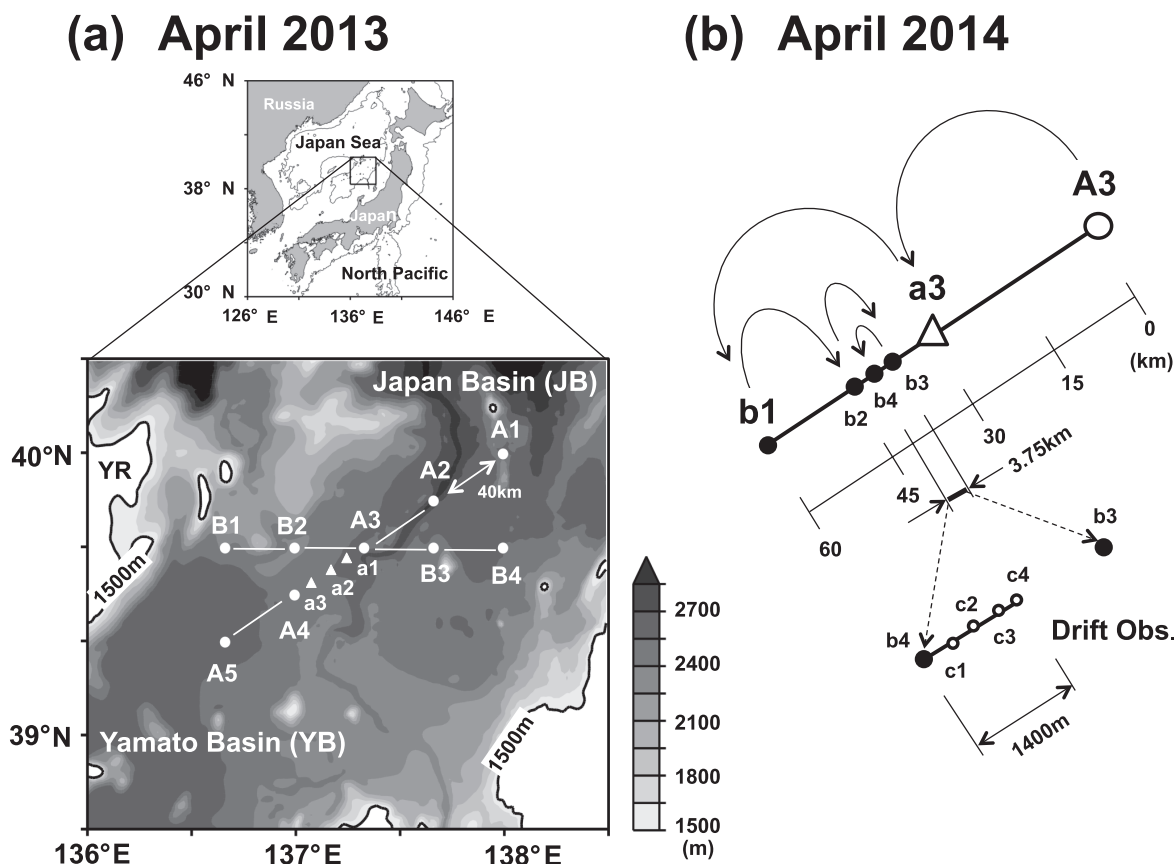 (a) April 2013
46° N
Russia
Japan Sea
38° N
Japan
North Pacific
30° N
126° E
136° E
146° E
Japan Basin (JB)
A1
40°N
YR
A2
40km
B1
B2
A3
a1
B3
B4
a2
a3
1500m
A4
A5
39°N
Yamato Basin (YB)
1500m
136°E
137°E
138°E
2700
2400
2100
1800
1500
(m)
(b) April 2014
A3
a3
0
(km)
b3
15
b4
b2
b1
30
3.75km
45
60
b3
c4
c2
c3
b4
c1
Drift Obs.
1400m